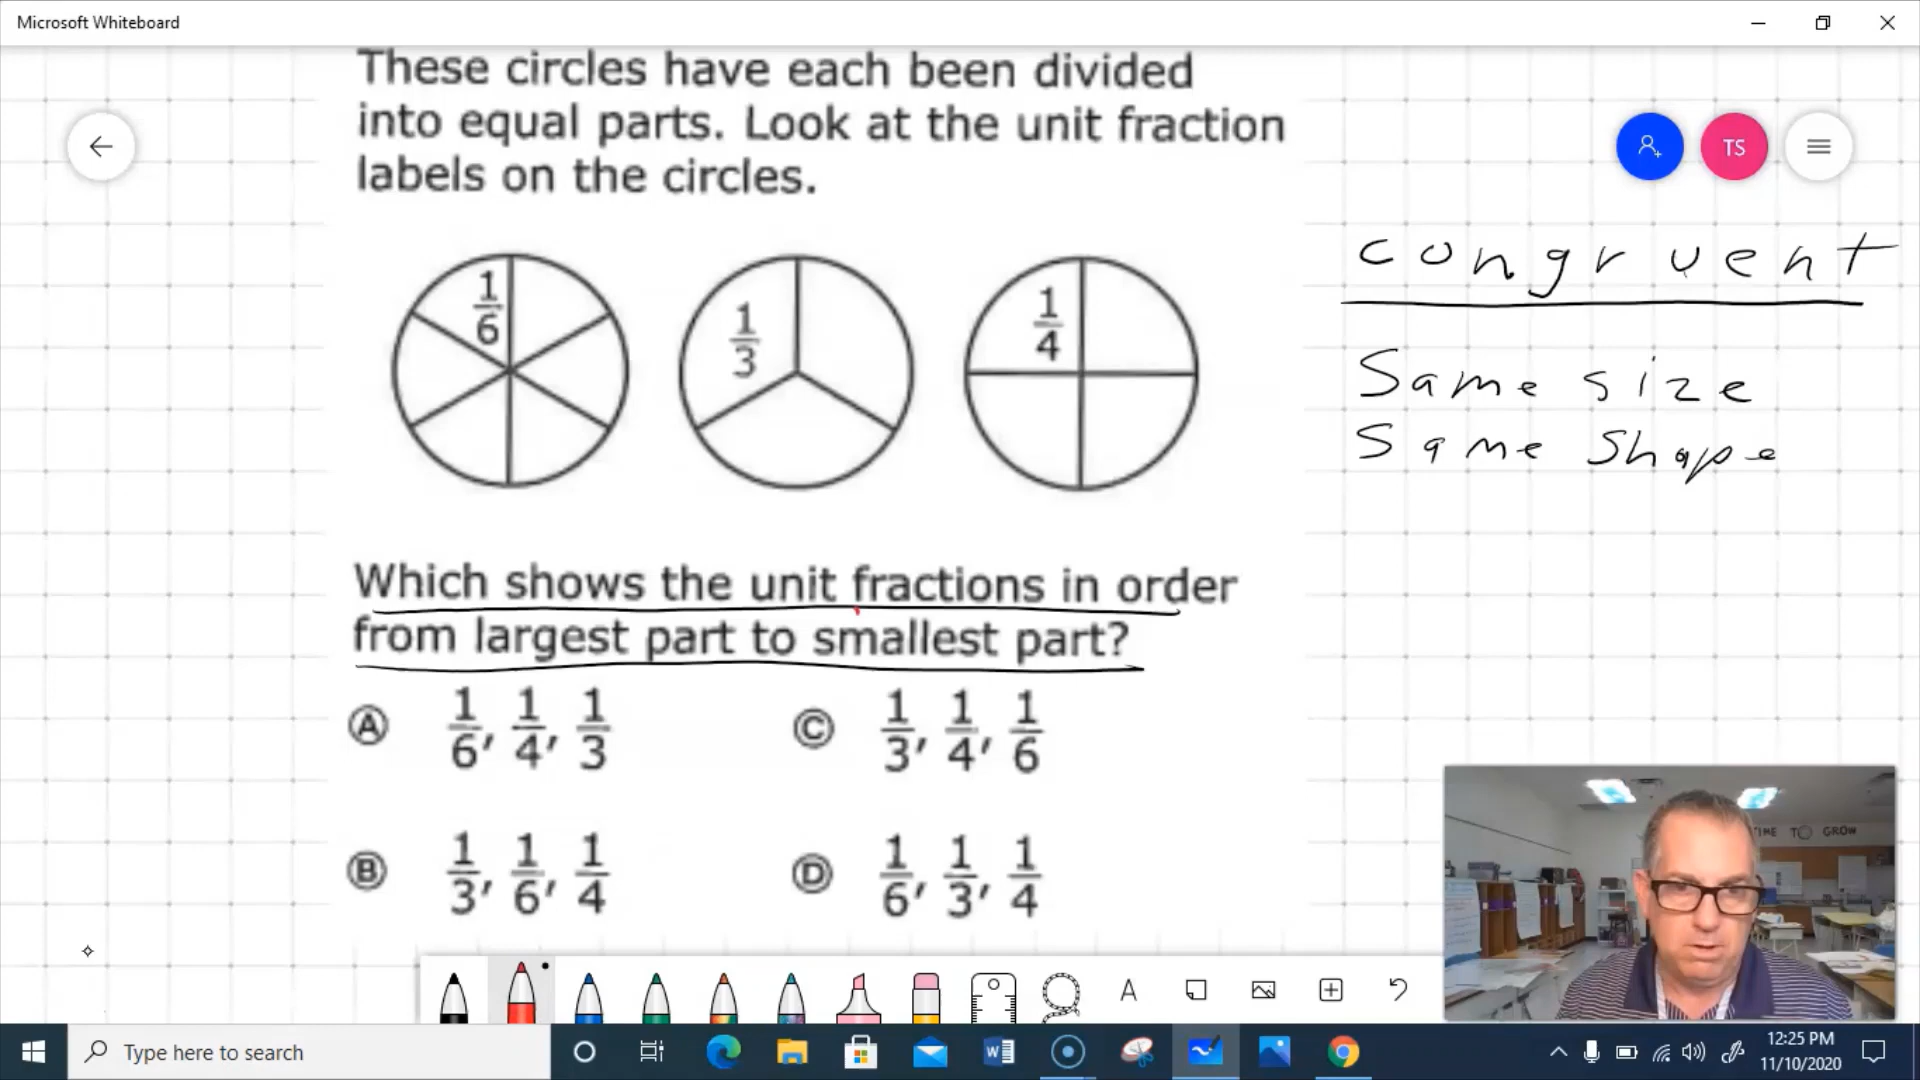 Microsoft Whiteboard
These circles have each been divided
into equal parts. Look at the unit fraction
labels on the circles.
TS
congruent
Same size
Same shape
1/6
1/3
1/4
Which shows the unit fractions in order
from largest part to smallest part?
A 1/6, 1/4, 1/3
C 1/3, 1/4, 1/6
B 1/3, 1/6, 1/4
D 1/6, 1/3, 1/4
TIME TO GROW
A
Type here to search
12:25 PM
11/10/2020